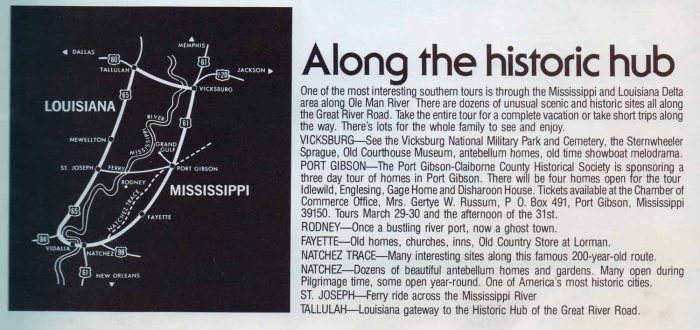 DALLAS
80
TALLULAH
MEMPHIS
61
120
JACKSON
VICKSBURG
65
LOUISIANA
RIVER
61
MISSISSIPPI
NEWELLTON
GRAND
GULF
ST. JOSEPH
FERRY
PORT GIBSON
RODNEY
MISSISSIPPI
NATCHEZ TRACE
65
FAYETTE
84
VIDALIA
NATCHEZ
98
61
NEW ORLEANS
Along the historic hub
One of the most interesting southern tours is through the Mississippi and Louisiana Delta
area along Ole Man River There are dozens of unusual scenic and historic sites all along
the Great River Road. Take the entire tour for a complete vacation or take short trips along
the way. There's lots for the whole family to see and enjoy.
VICKSBURG—See the Vicksburg National Military Park and Cemetery, the Sternwheeler
Sprague, Old Courthouse Museum, antebellum homes, old time showboat melodrama.
PORT GIBSON—The Port Gibson-Claiborne County Historical Society is sponsoring a
three day tour of homes in Port Gibson. There will be four homes open for the tour
Idlewild, Englesing, Gage Home and Disharoon House. Tickets available at the Chamber of
Commerce Office, Mrs. Gertye W. Russum, P O. Box 491, Port Gibson, Mississippi
39150. Tours March 29-30 and the afternoon of the 31st.
RODNEY—Once a bustling river port, now a ghost town.
FAYETTE—Old homes, churches, inns, Old Country Store at Lorman.
NATCHEZ TRACE—Many interesting sites along this famous 200-year-old route.
NATCHEZ—Dozens of beautiful antebellum homes and gardens. Many open during
Pilgrimage time, some open year-round. One of America's most historic cities.
ST. JOSEPH—Ferry ride across the Mississippi River
TALLULAH—Louisiana gateway to the Historic Hub of the Great River Road.